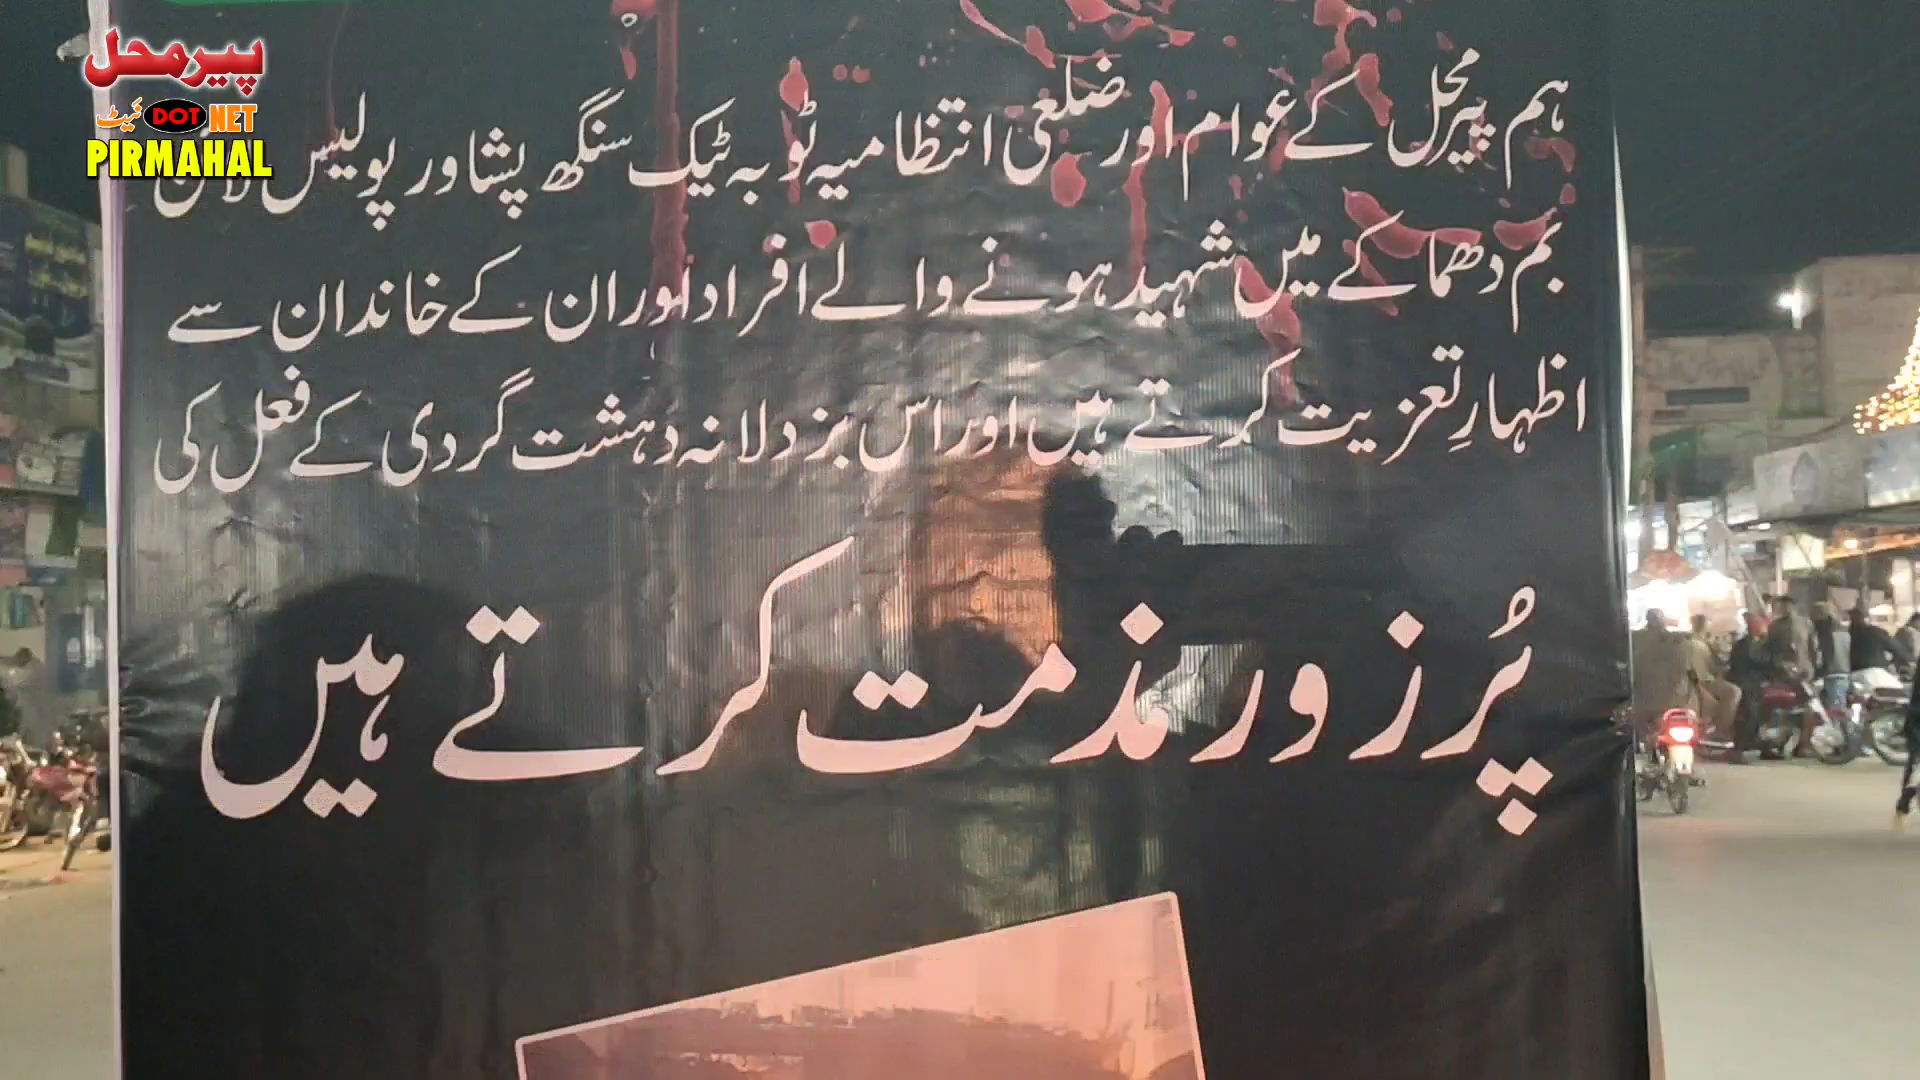 پیرمحل
نیٹ DOT NET
PIRMAHAL
ہم پیرمحل کے عوام اور ضلعی انتظامیہ ٹوبہ ٹیک سنگھ پشاور پولیس لائن
بم دھماکے میں شہید ہونے والے افراد اور ان کے خاندان سے
اظہارِ تعزیت کرتے ہیں اور اس بزدلانہ دہشت گردی کے فعل کی
پُرزور مذمت کرتے ہیں